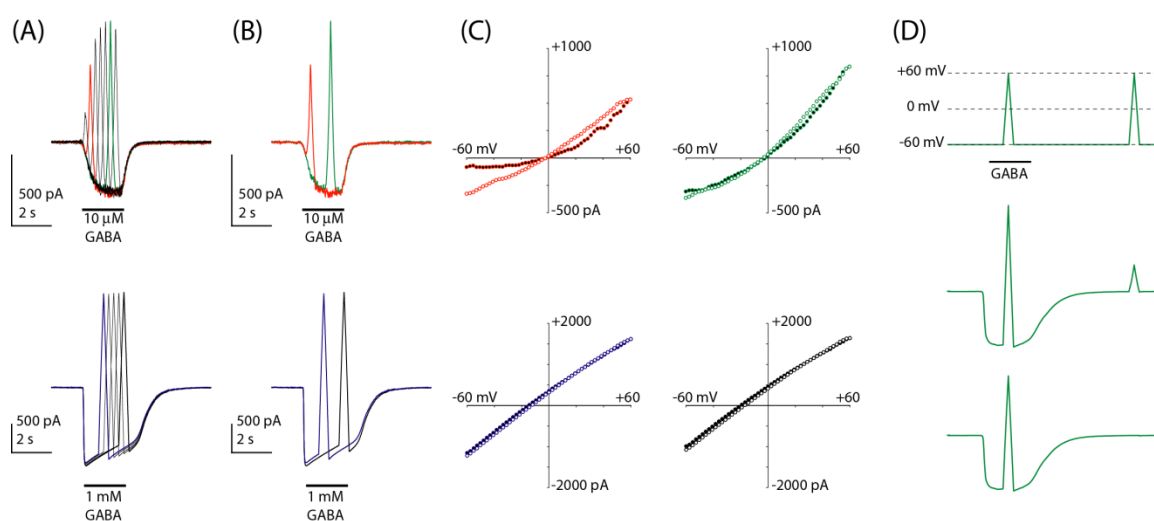 (A)
500 pA
2 s
10 μM
GABA
500 pA
2 s
1 mM
GABA
(B)
500 pA
2 s
10 μM
GABA
500 pA
2 s
1 mM
GABA
(C)
+1000
-60 mV
+60
-500 pA
+1000
-60 mV
+60
-500 pA
+2000
-60 mV
+60
-2000 pA
+2000
-60 mV
+60
-2000 pA
(D)
+60 mV
0 mV
-60 mV
GABA